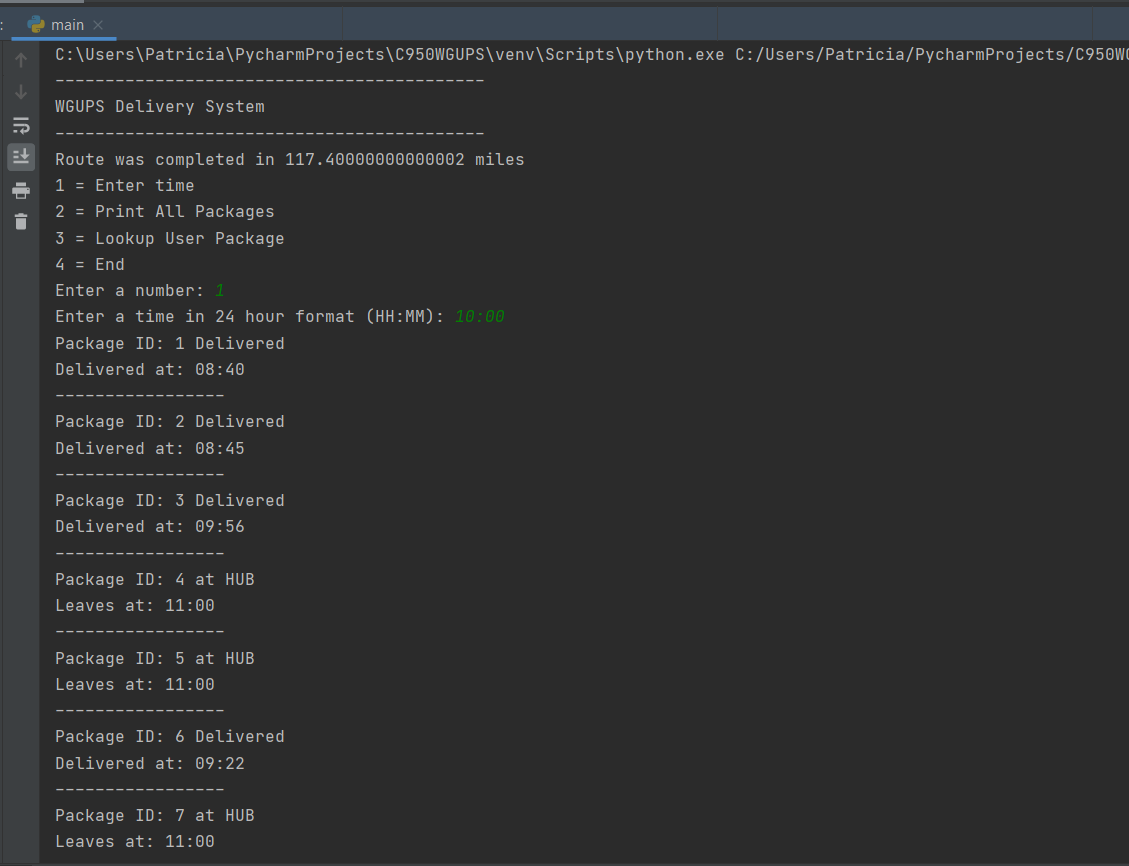 : main
C:\Users\Patricia\PycharmProjects\C950WGUPS\venv\Scripts\python.exe C:/Users/Patricia/PycharmProjects/C950W
-------------------------------------------
WGUPS Delivery System
-------------------------------------------
Route was completed in 117.40000000000002 miles
1 = Enter time
2 = Print All Packages
3 = Lookup User Package
4 = End
Enter a number: 1
Enter a time in 24 hour format (HH:MM): 10:00
Package ID: 1 Delivered
Delivered at: 08:40
-----------------
Package ID: 2 Delivered
Delivered at: 08:45
-----------------
Package ID: 3 Delivered
Delivered at: 09:56
-----------------
Package ID: 4 at HUB
Leaves at: 11:00
-----------------
Package ID: 5 at HUB
Leaves at: 11:00
-----------------
Package ID: 6 Delivered
Delivered at: 09:22
-----------------
Package ID: 7 at HUB
Leaves at: 11:00